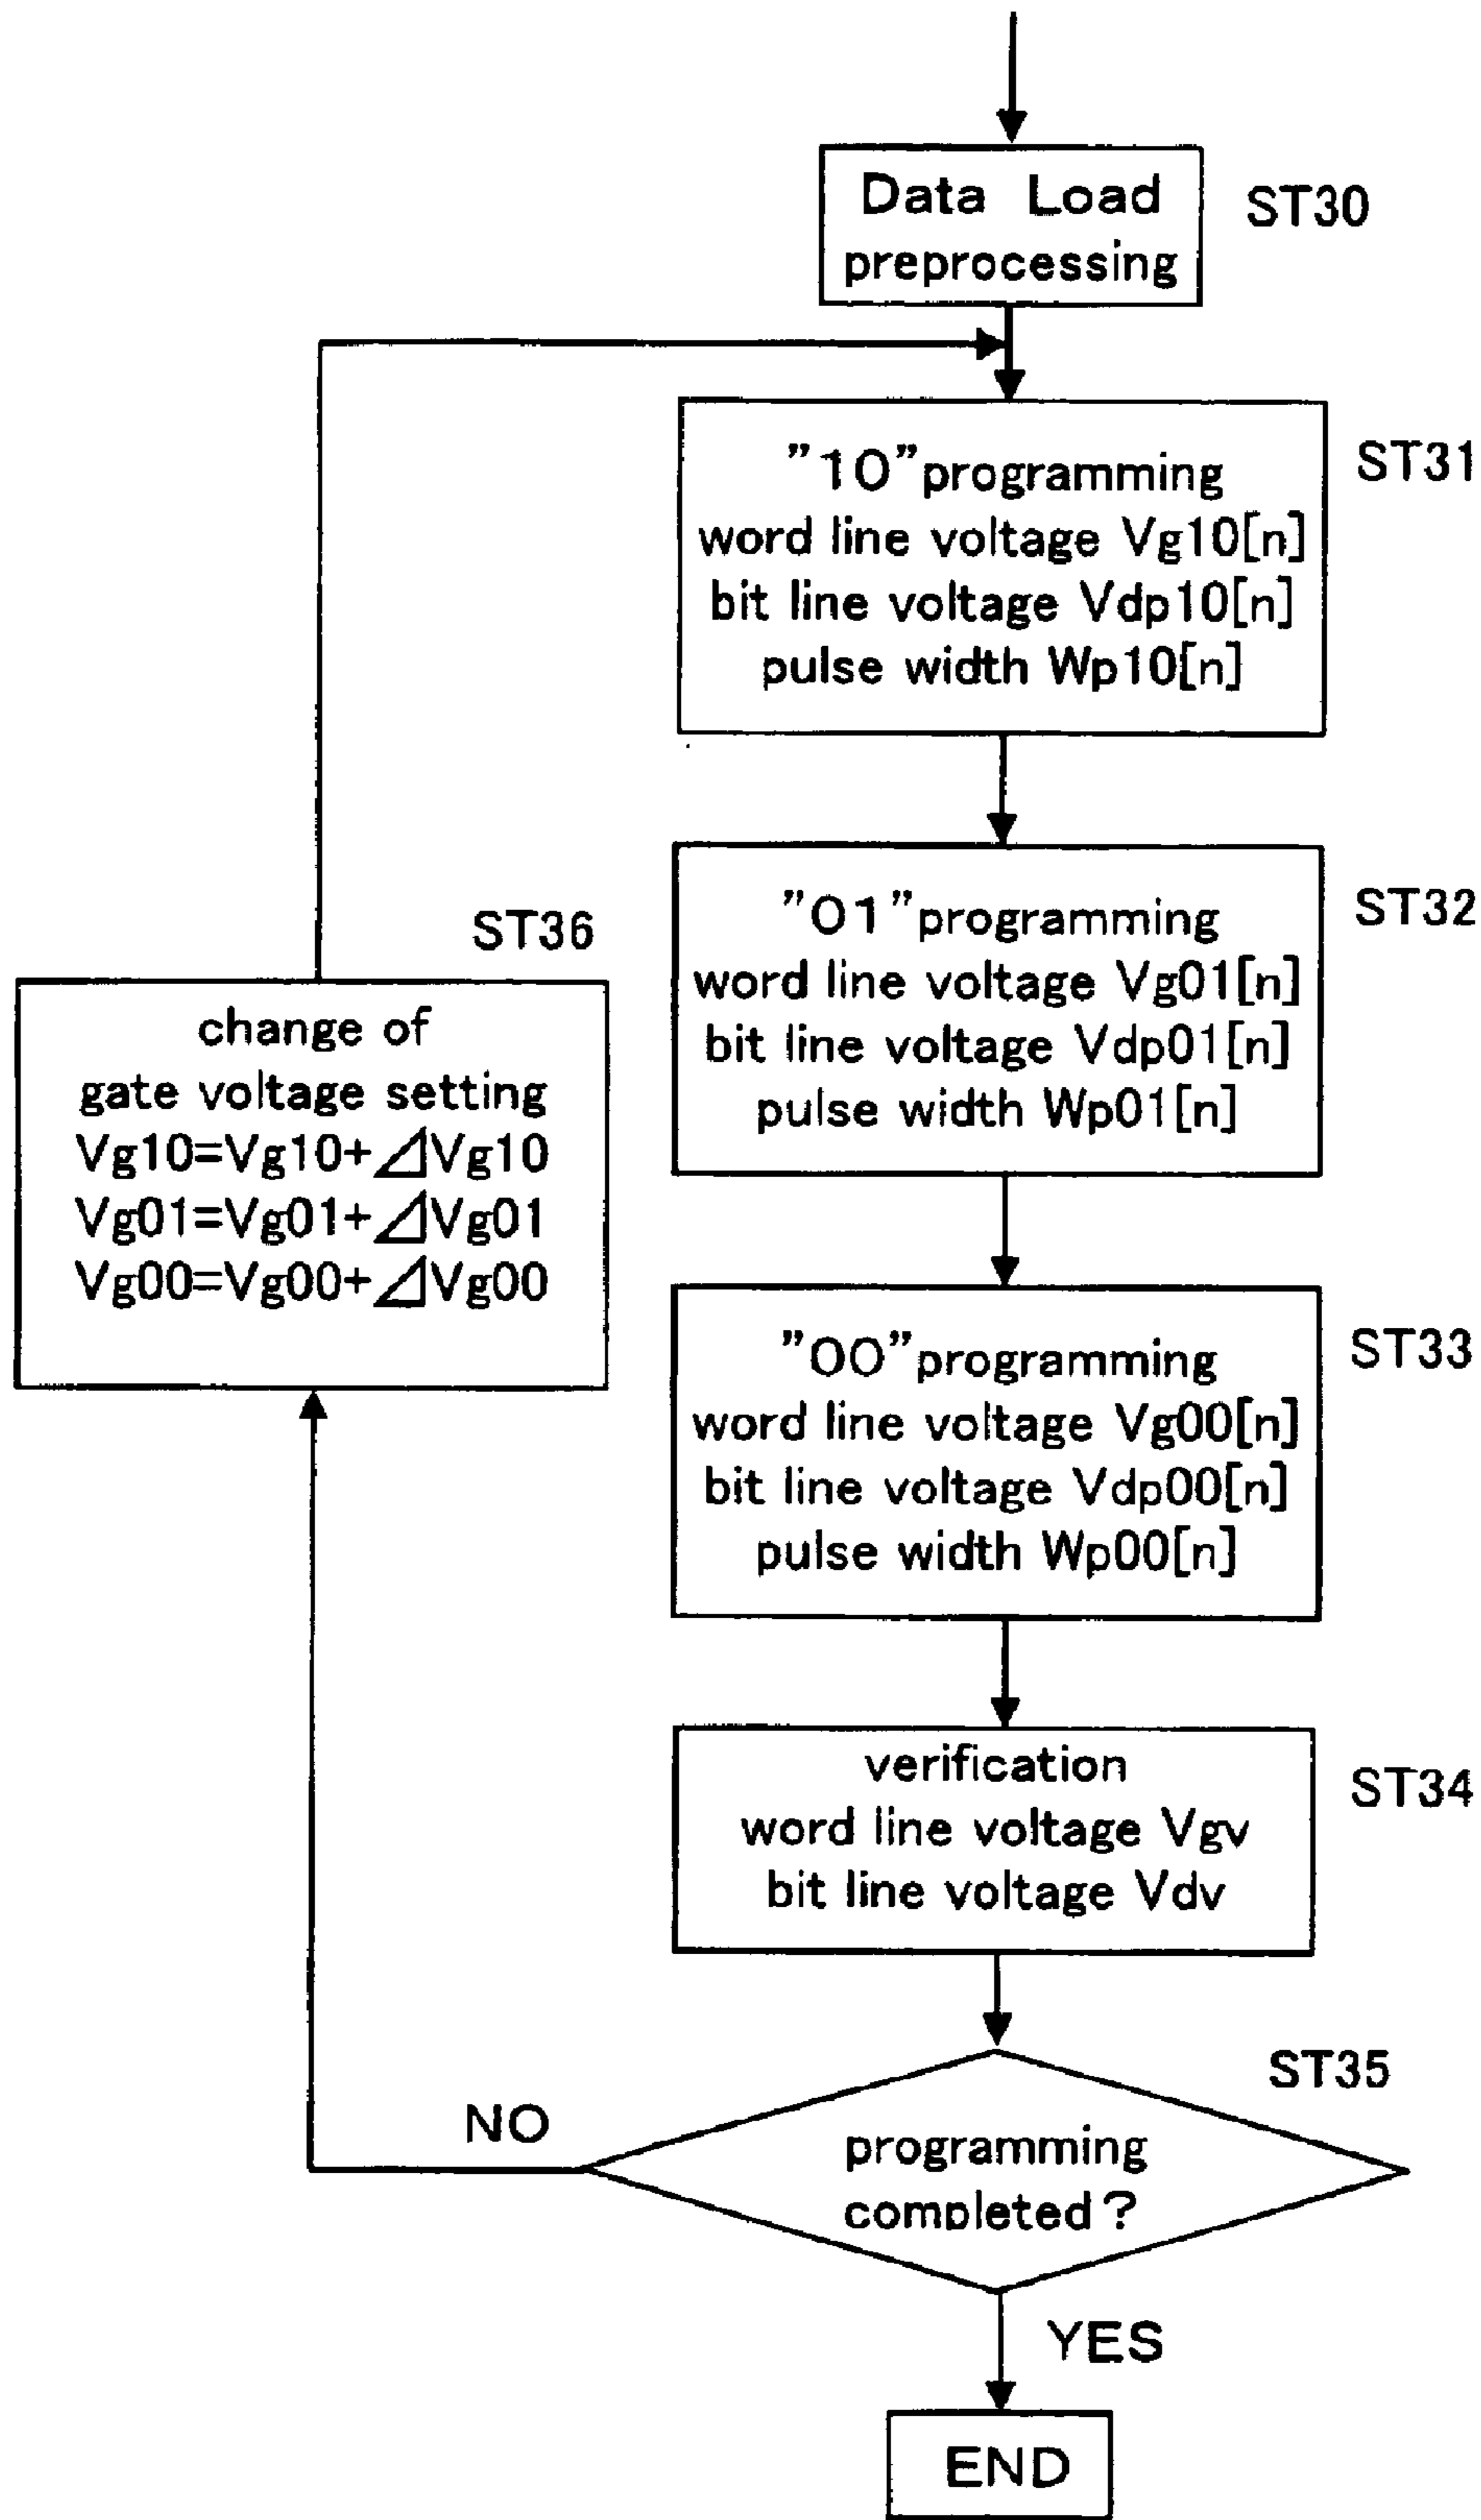 Data Load
preprocessing
ST30
"10"programming
word line voltage Vg10[n]
bit line voltage Vdp10[n]
pulse width Wp10[n]
ST31
"01"programming
word line voltage Vg01[n]
bit line voltage Vdp01[n]
pulse width Wp01[n]
ST32
ST36
change of
gate voltage setting
Vg10=Vg10+⊿Vg10
Vg01=Vg01+⊿Vg01
Vg00=Vg00+⊿Vg00
"00"programming
word line voltage Vg00[n]
bit line voltage Vdp00[n]
pulse width Wp00[n]
ST33
verification
word line voltage Vgv
bit line voltage Vdv
ST34
ST35
programming
completed?
NO
YES
END